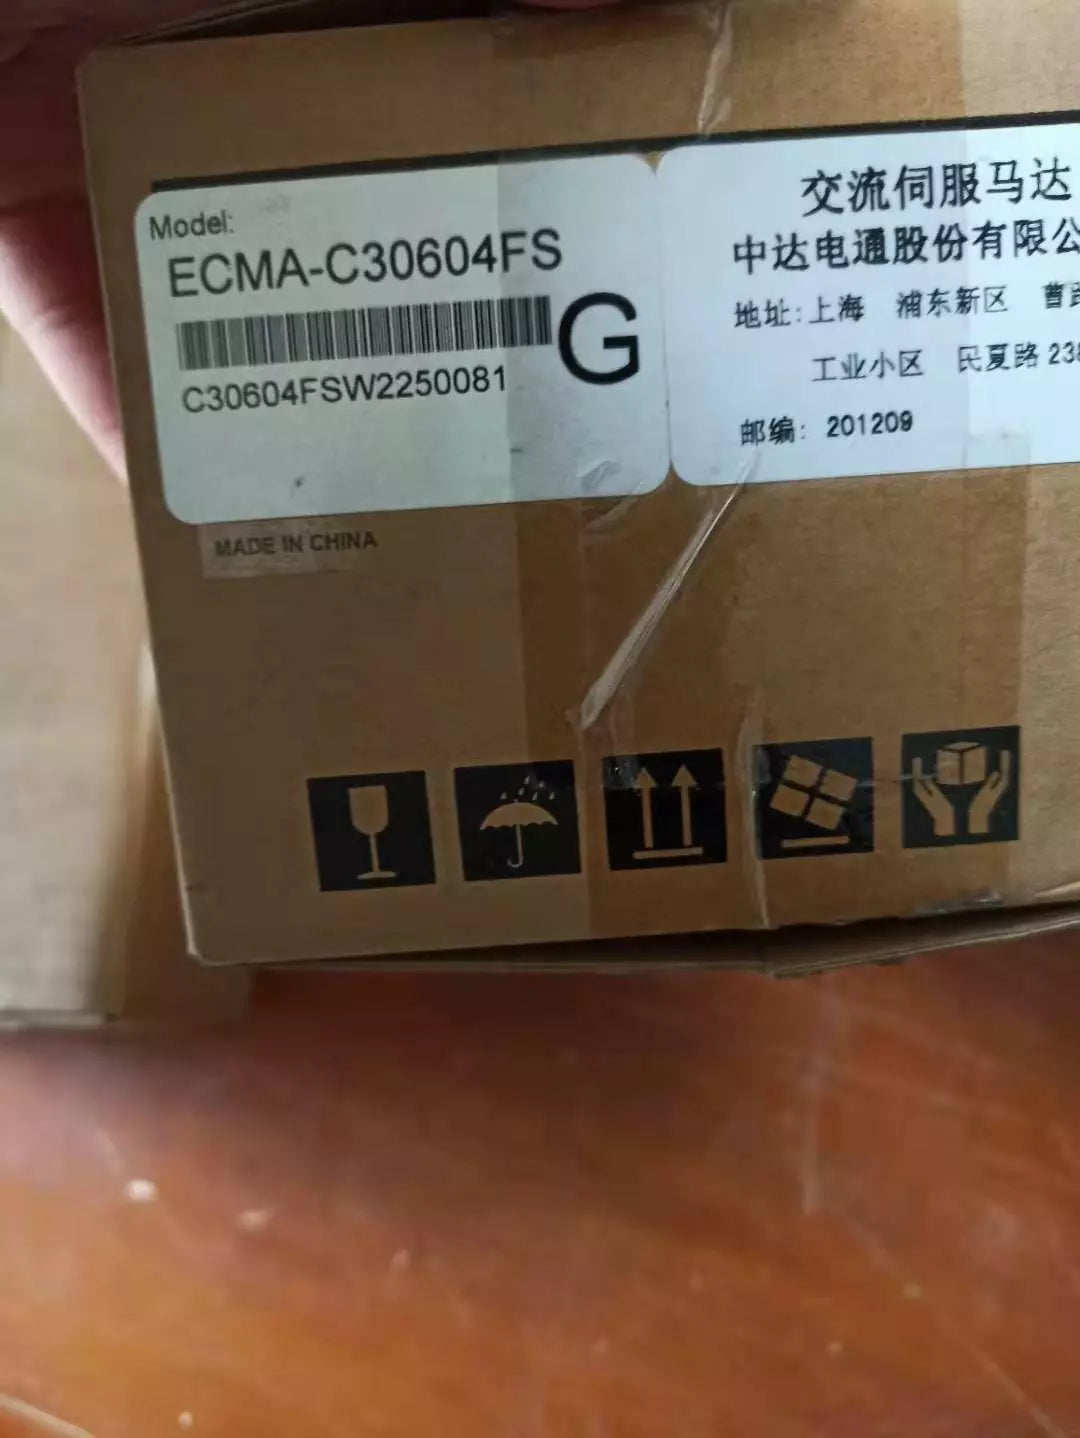 Model:
ECMA-C30604FS
G
C30604FSW2250081
MADE IN CHINA
交流伺服马达
中达电通股份有限公
地址:上海 浦东新区 曹
工业小区 民夏路 238
邮编: 201209